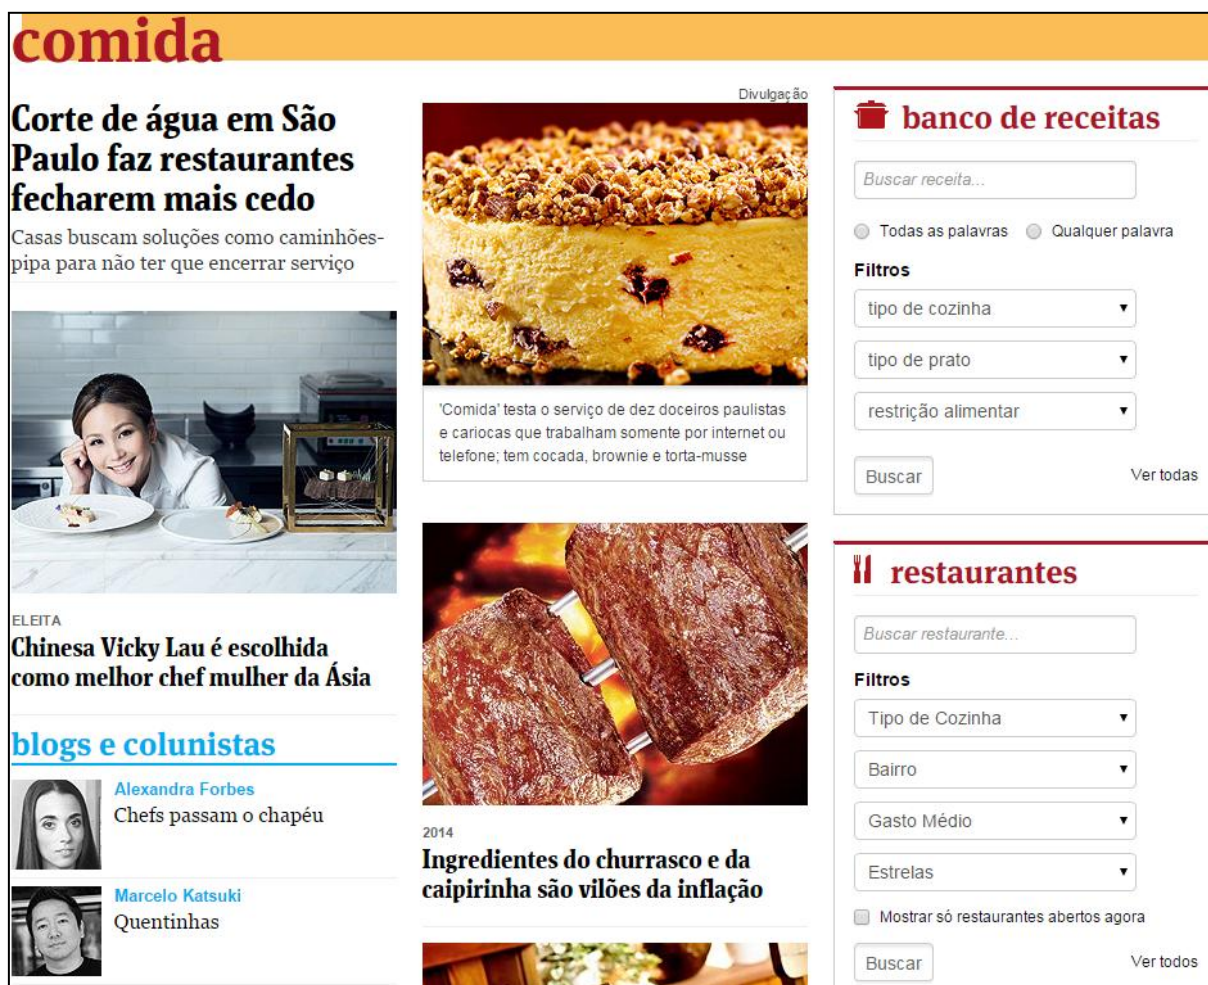 comida
Corte de água em São
Paulo faz restaurantes
fecharem mais cedo
Casas buscam soluções como caminhões-
pipa para não ter que encerrar serviço
ELEITA
Chinesa Vicky Lau é escolhida
como melhor chef mulher da Ásia
blogs e colunistas
Alexandra Forbes
Chefs passam o chapéu
Marcelo Katsuki
Quentinhas
Divulgação
'Comida' testa o serviço de dez doceiros paulistas
e cariocas que trabalham somente por internet ou
telefone; tem cocada, brownie e torta-musse
2014
Ingredientes do churrasco e da
caipirinha são vilões da inflação
banco de receitas
Buscar receita...
Todas as palavras Qualquer palavra
Filtros
tipo de cozinha
tipo de prato
restrição alimentar
Buscar Ver todas
restaurantes
Buscar restaurante...
Filtros
Tipo de Cozinha
Bairro
Gasto Médio
Estrelas
Mostrar só restaurantes abertos agora
Buscar Ver todos